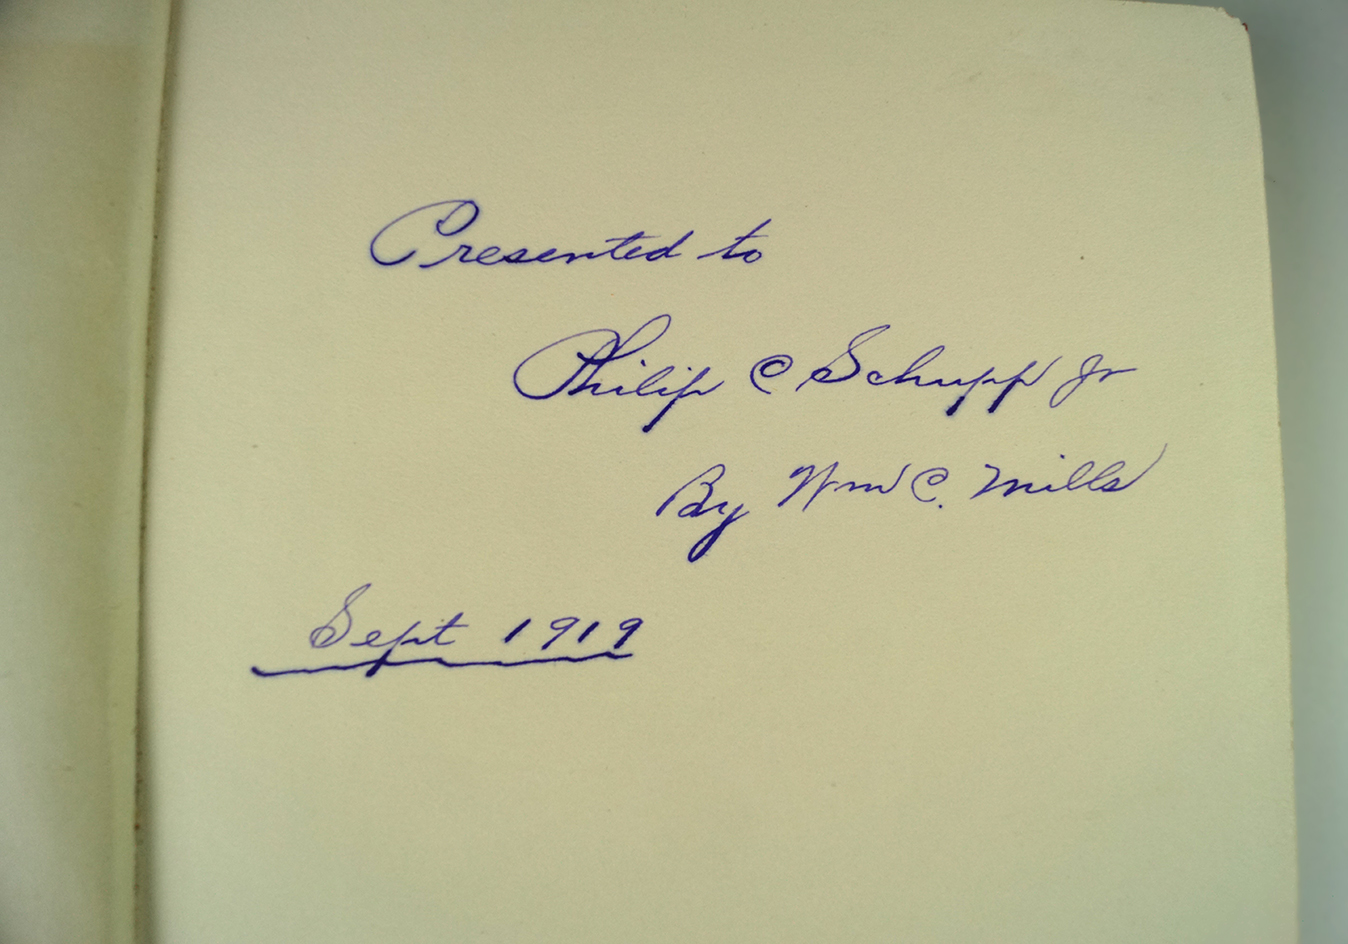 Presented to
Philip C Schupp Jr
By Wm C. Mills
Sept 1919